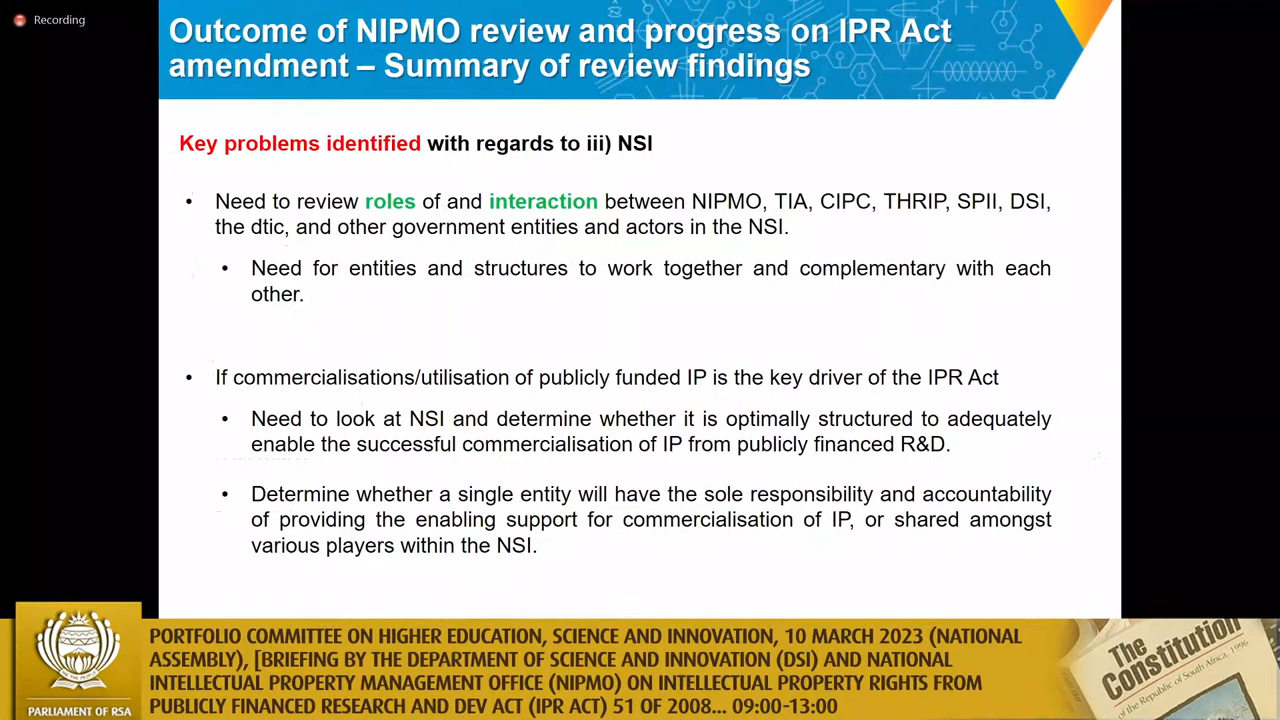 Recording
Outcome of NIPMO review and progress on IPR Act
amendment – Summary of review findings
Key problems identified with regards to iii) NSI
• Need to review roles of and interaction between NIPMO, TIA, CIPC, THRIP, SPII, DSI,
the dtic, and other government entities and actors in the NSI.
• Need for entities and structures to work together and complementary with each
other.
• If commercialisations/utilisation of publicly funded IP is the key driver of the IPR Act
• Need to look at NSI and determine whether it is optimally structured to adequately
enable the successful commercialisation of IP from publicly financed R&D.
• Determine whether a single entity will have the sole responsibility and accountability
of providing the enabling support for commercialisation of IP, or shared amongst
various players within the NSI.
PARLIAMENT OF RSA
PORTFOLIO COMMITTEE ON HIGHER EDUCATION, SCIENCE AND INNOVATION, 10 MARCH 2023 (NATIONAL
ASSEMBLY), [BRIEFING BY THE DEPARTMENT OF SCIENCE AND INNOVATION (DSI) AND NATIONAL
INTELLECTUAL PROPERTY MANAGEMENT OFFICE (NIPMO) ON INTELLECTUAL PROPERTY RIGHTS FROM
PUBLICLY FINANCED RESEARCH AND DEV ACT (IPR ACT) 51 OF 2008... 09:00-13:00
The
Constitution
of the Republic of South Africa, 1996